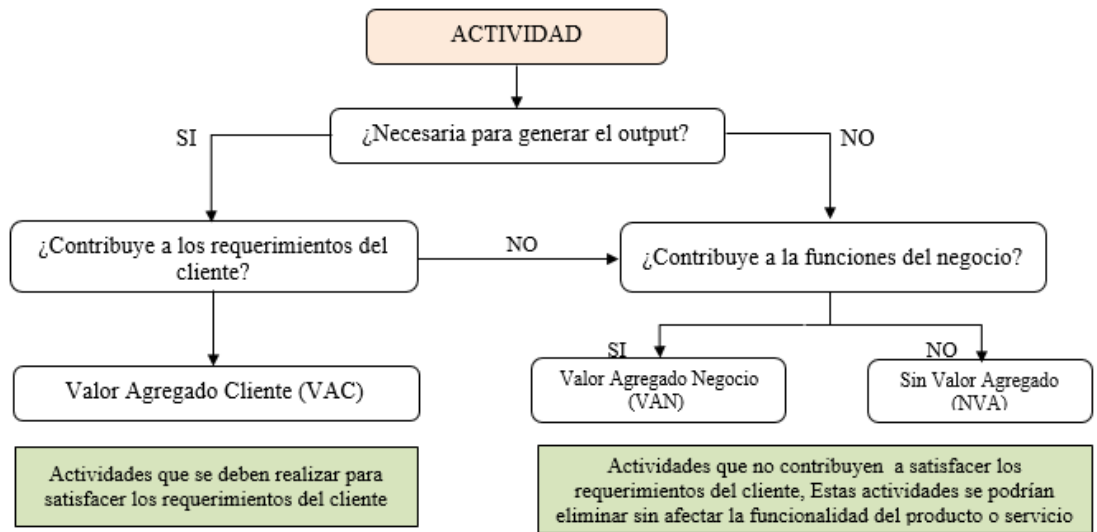 ACTIVIDAD
¿Necesaria para generar el output?
SI
NO
¿Contribuye a los requerimientos del
cliente?
NO
¿Contribuye a la funciones del negocio?
SI
NO
Valor Agregado Cliente (VAC)
Valor Agregado Negocio
(VAN)
Sin Valor Agregado
(NVA)
Actividades que se deben realizar para
satisfacer los requerimientos del cliente
Actividades que no contribuyen a satisfacer los
requerimientos del cliente, Estas actividades se podrían
eliminar sin afectar la funcionalidad del producto o servicio